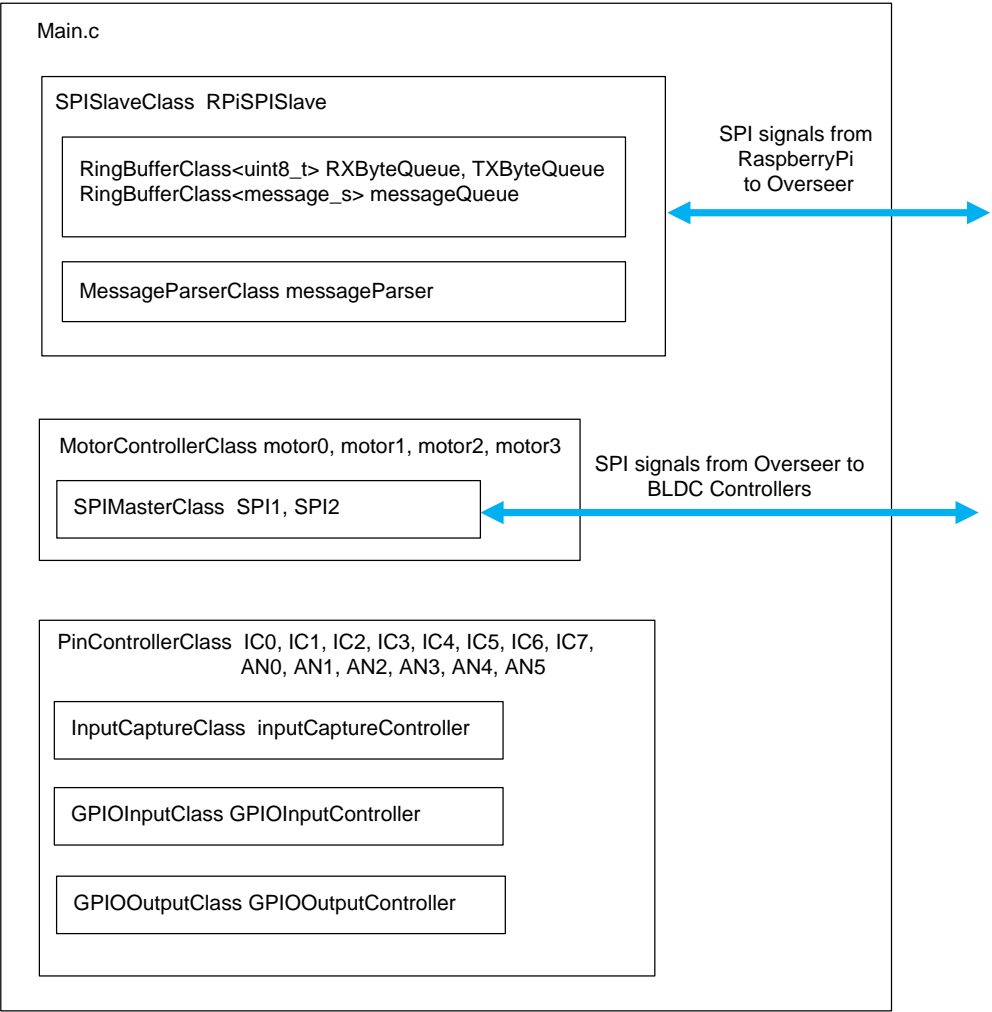 Main.c
SPISlaveClass RPiSPISlave
RingBufferClass<uint8_t> RXByteQueue, TXByteQueue
RingBufferClass<message_s> messageQueue
MessageParserClass messageParser
SPI signals from
RaspberryPi
to Overseer
MotorControllerClass motor0, motor1, motor2, motor3
SPIMasterClass SPI1, SPI2
SPI signals from Overseer to
BLDC Controllers
PinControllerClass IC0, IC1, IC2, IC3, IC4, IC5, IC6, IC7,
AN0, AN1, AN2, AN3, AN4, AN5
InputCaptureClass inputCaptureController
GPIOInputClass GPIOInputController
GPIOOutputClass GPIOOutputController